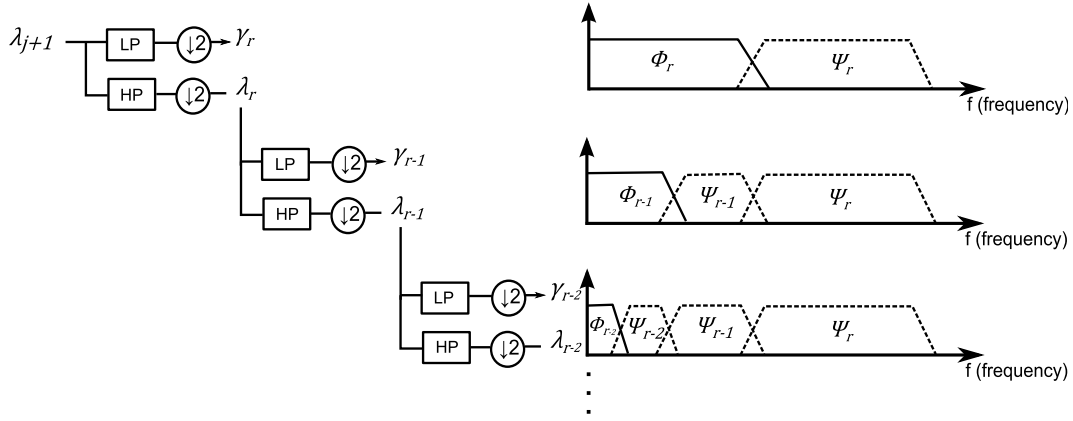 λj+1 LP ↓2 γr
HP ↓2 λr
LP ↓2 γr-1
HP ↓2 λr-1
LP ↓2 γr-2
HP ↓2 λr-2
Φr Ψr
f (frequency)
Φr-1 Ψr-1 Ψr
f (frequency)
Φr-2 Ψr-2 Ψr-1 Ψr
f (frequency)